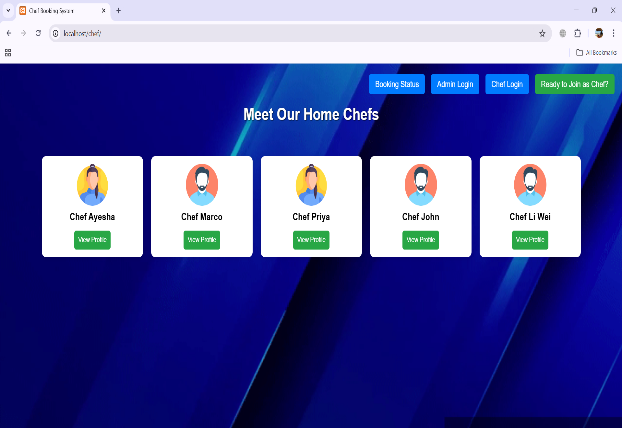 Chef Booking System
localhost/chef/
All Bookmarks
Booking Status
Admin Login
Chef Login
Ready to Join as Chef?
Meet Our Home Chefs
Chef Ayesha
View Profile
Chef Marco
View Profile
Chef Priya
View Profile
Chef John
View Profile
Chef Li Wei
View Profile